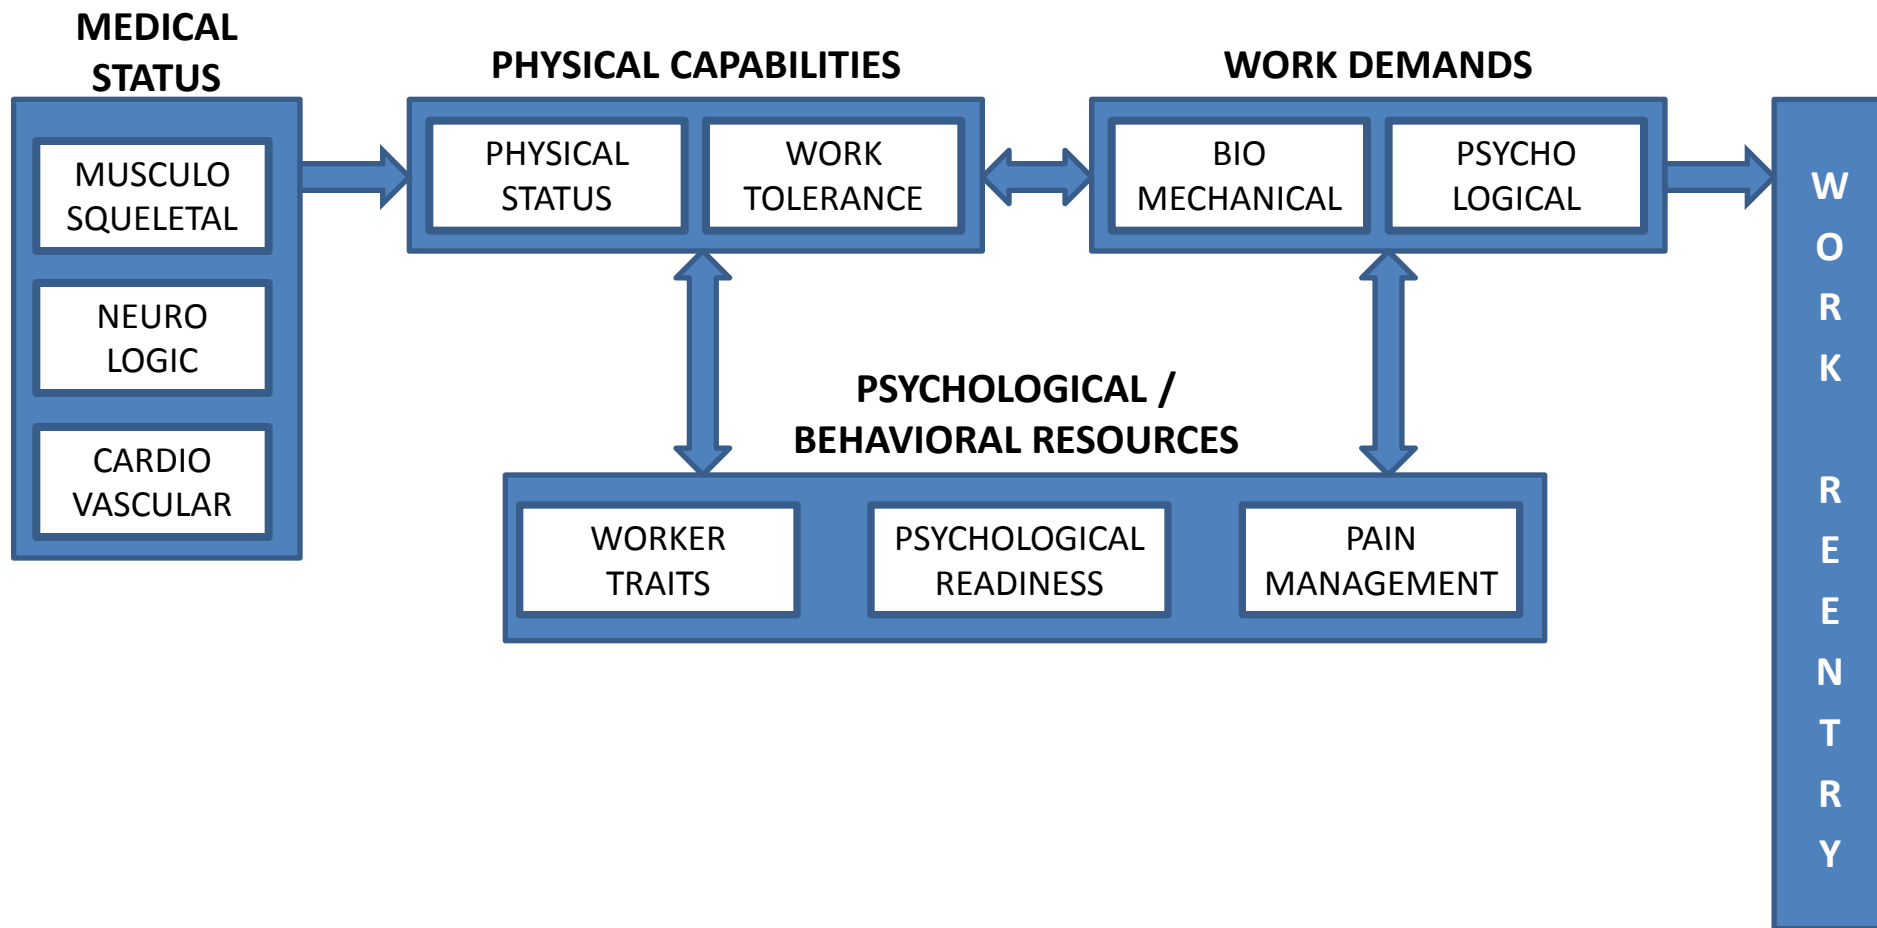 MEDICAL
STATUS
MUSCULO
SQUELETAL
NEURO
LOGIC
CARDIO
VASCULAR
PHYSICAL CAPABILITIES
PHYSICAL
STATUS
WORK
TOLERANCE
WORK DEMANDS
BIO
MECHANICAL
PSYCHO
LOGICAL
PSYCHOLOGICAL /
BEHAVIORAL RESOURCES
WORKER
TRAITS
PSYCHOLOGICAL
READINESS
PAIN
MANAGEMENT
W
O
R
K
R
E
E
N
T
R
Y